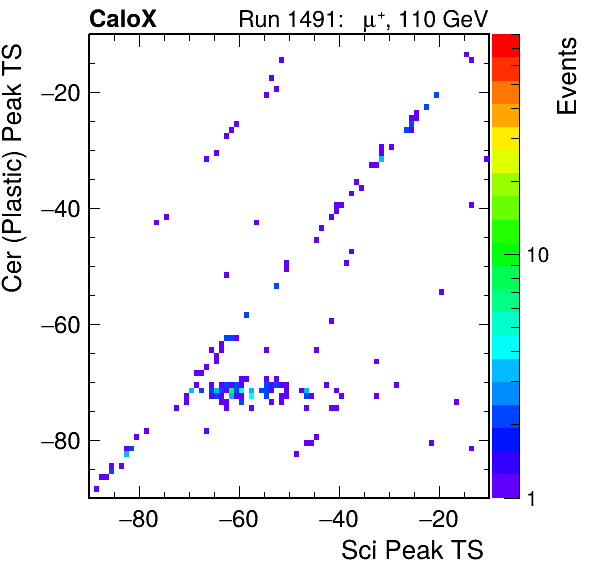 CaloX Run 1491: μ⁺, 110 GeV
Cer (Plastic) Peak TS
Events
−20
−40
−60
−80
10
1
−80 −60 −40 −20
Sci Peak TS